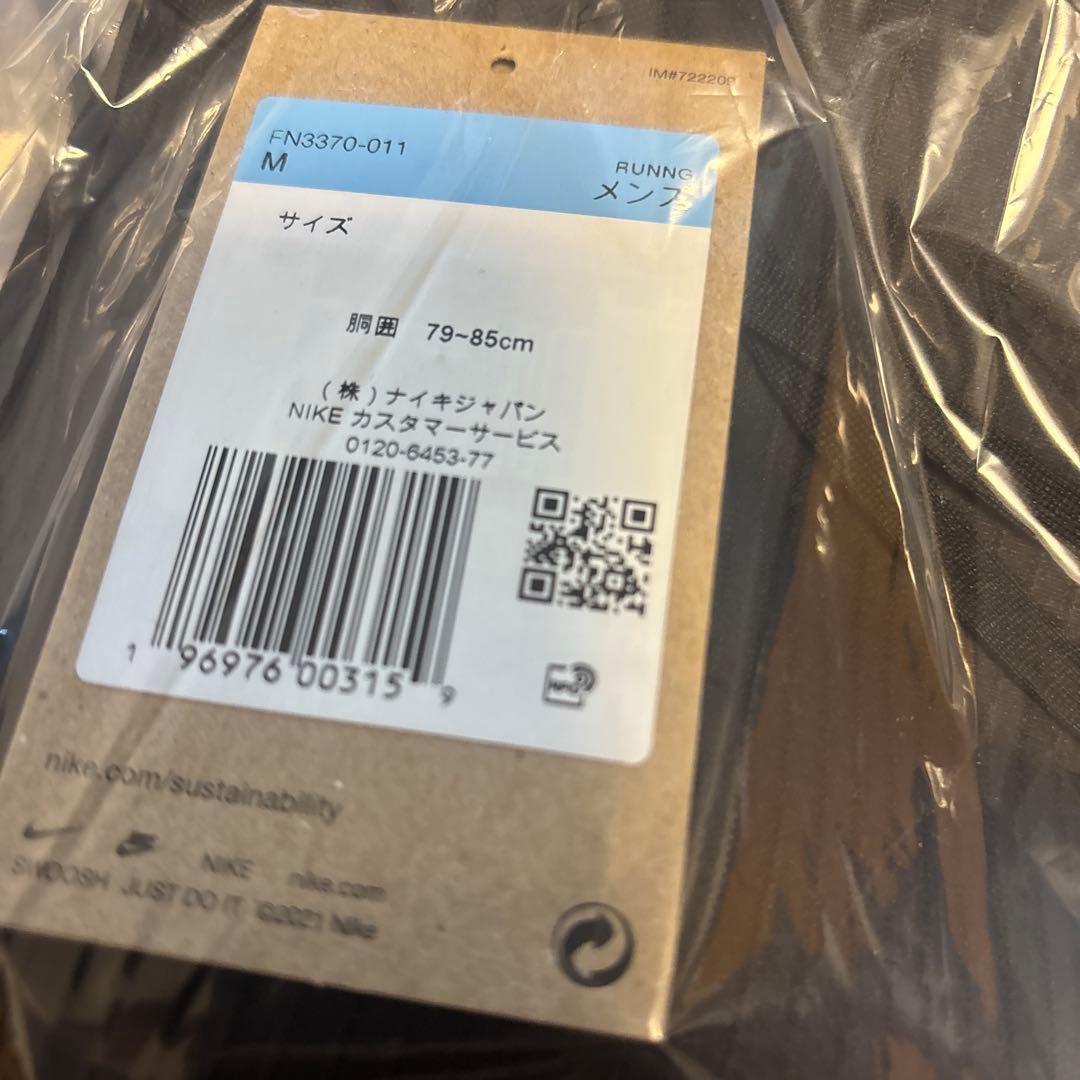 IM#722209
FN3370-011
M
RUNNG
メンズ
サイズ
胴囲 79~85cm
(株)ナイキジャパン
NIKE カスタマーサービス
0120-6453-77
1 96976 00315 9
nike.com/sustainability
NIKE nike.com
SWOOSH JUST DO IT ©2021 Nike